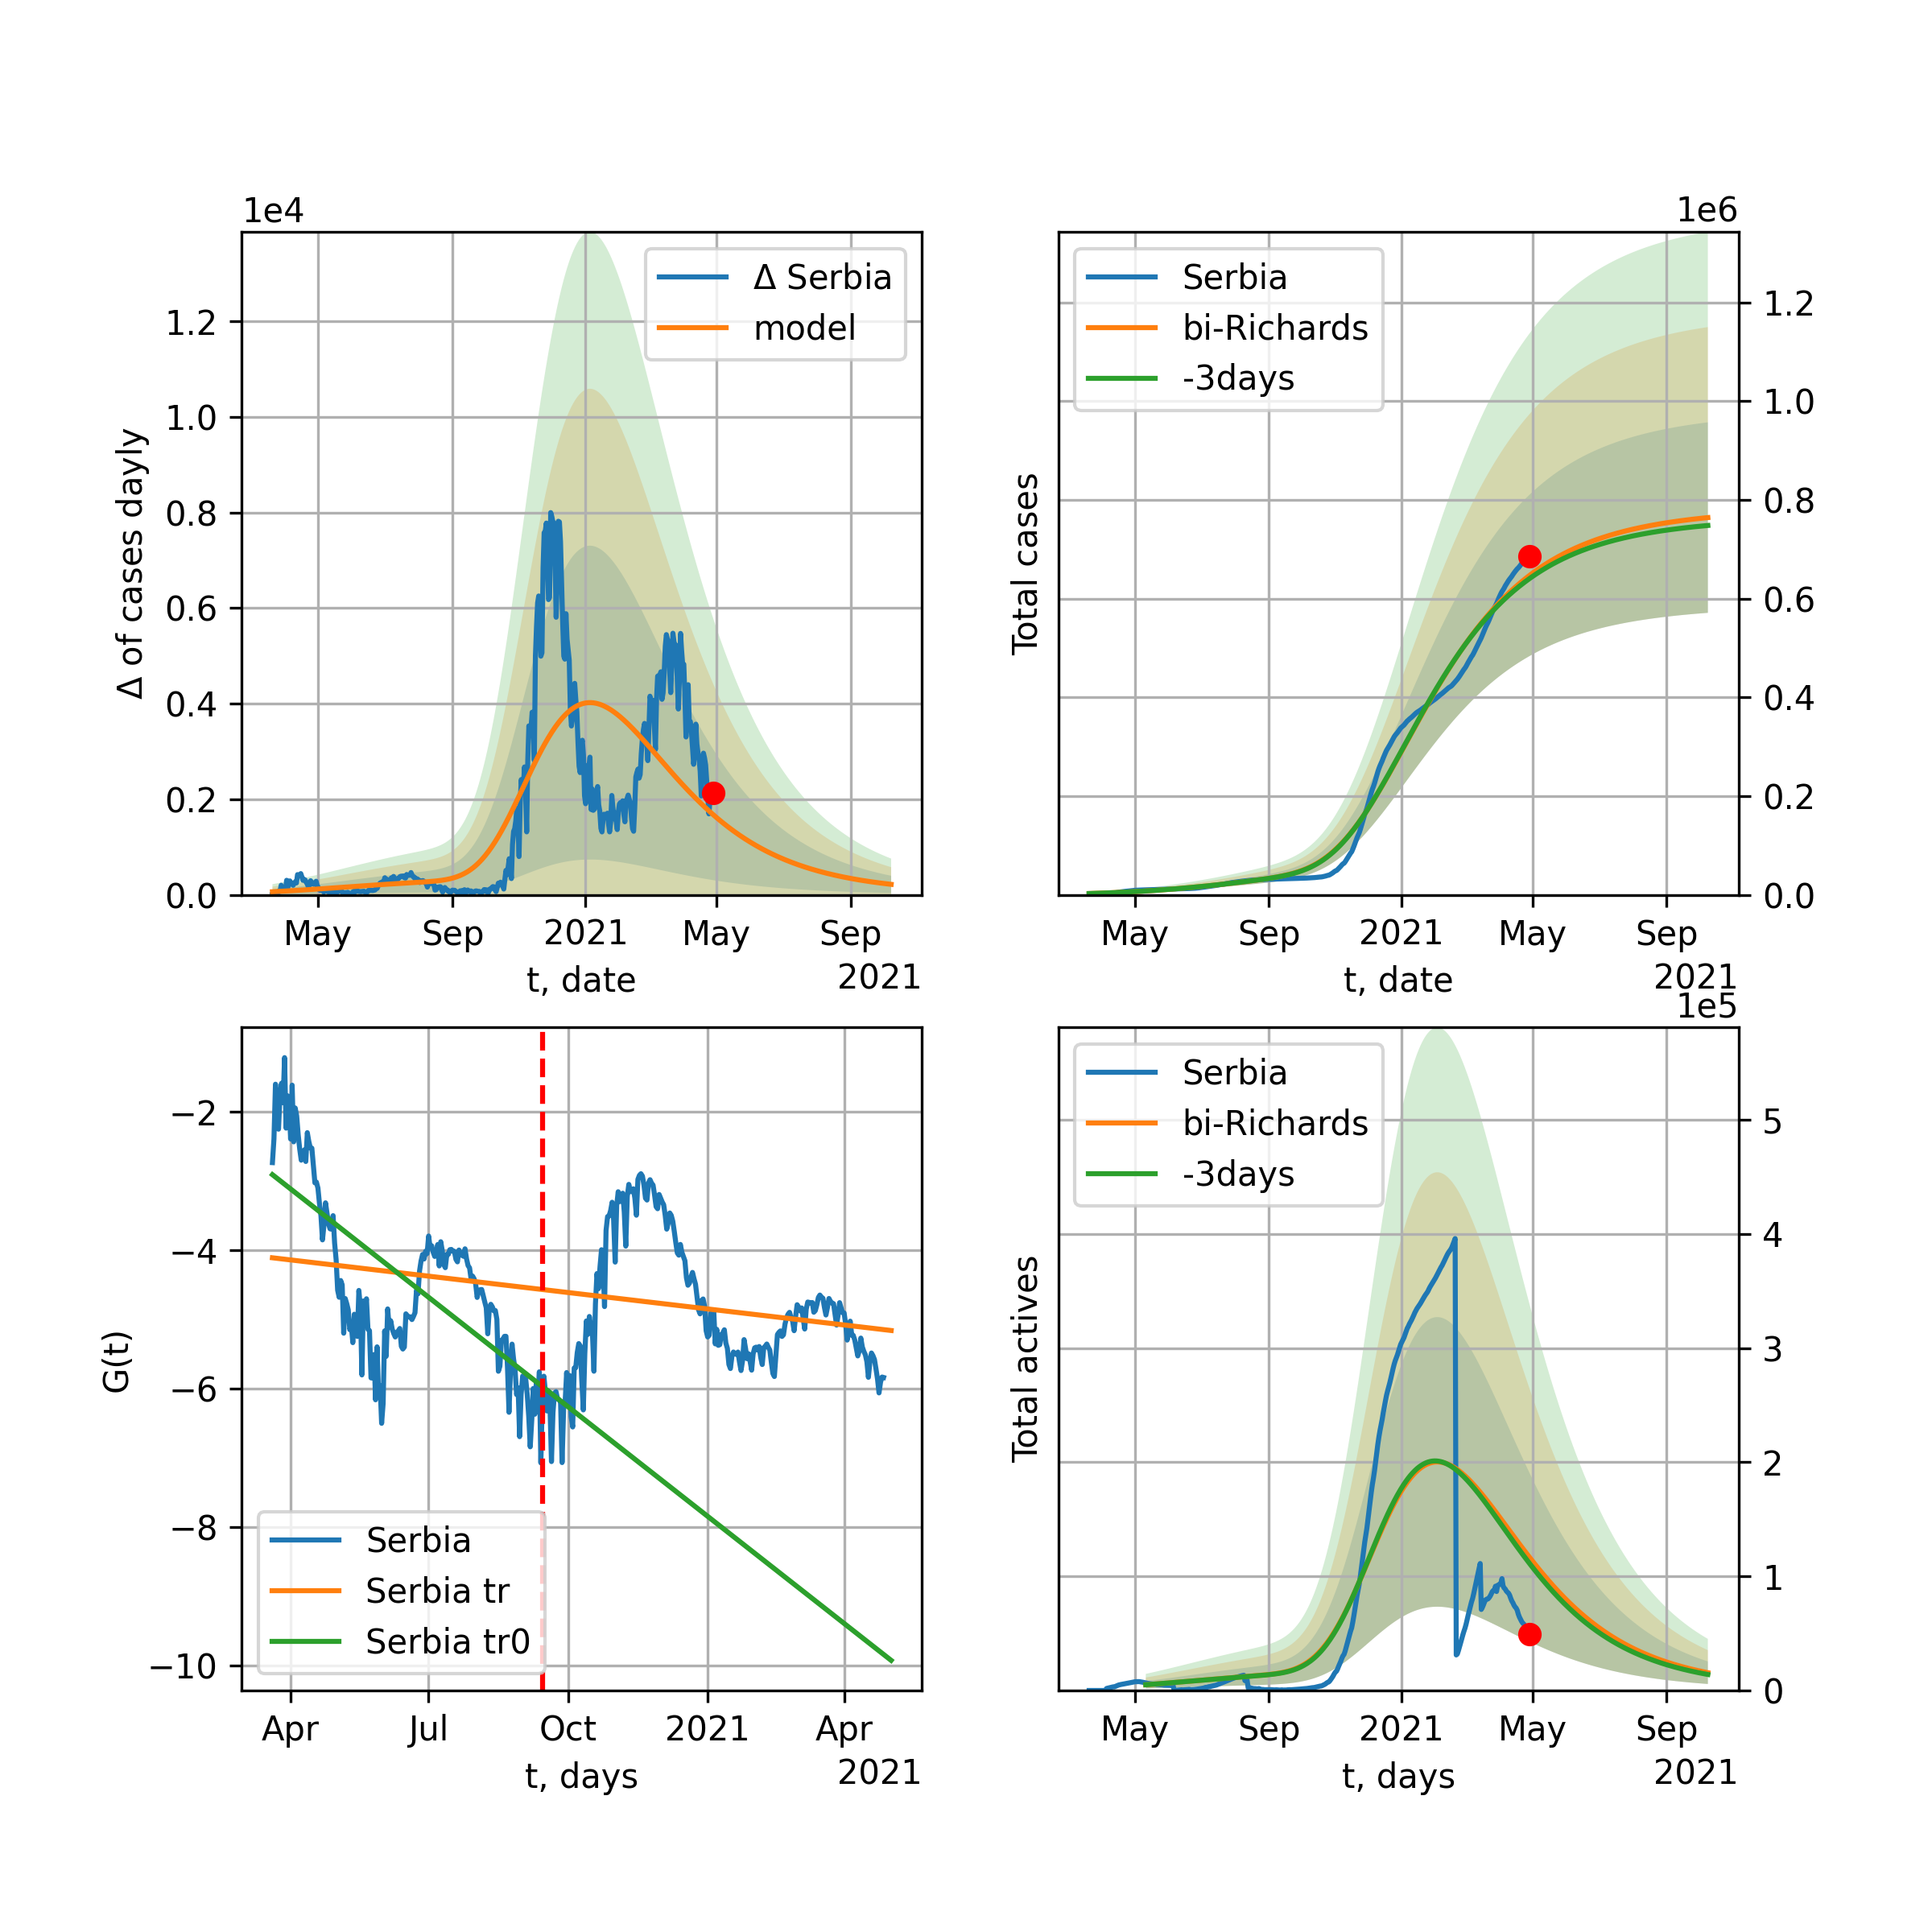 1e4
Δ of cases dayly
1.2
1.0
0.8
0.6
0.4
0.2
0.0
Δ Serbia
model
May
Sep
2021
May
Sep
t, date
2021
1e6
Total cases
Serbia
bi-Richards
-3days
1.2
1.0
0.8
0.6
0.4
0.2
0.0
May
Sep
2021
May
Sep
t, date
2021
G(t)
−2
−4
−6
−8
−10
Serbia
Serbia tr
Serbia tr0
Apr
Jul
Oct
2021
Apr
t, days
2021
1e5
Total actives
Serbia
bi-Richards
-3days
5
4
3
2
1
0
May
Sep
2021
May
Sep
t, days
2021